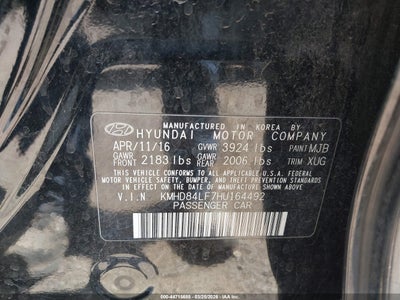 MANUFACTURED IN KOREA BY
HYUNDAI MOTOR COMPANY
APR/11/16 GVWR 3924 lbs PAINT MJB
GAWR FRONT 2183 lbs GAWR REAR 2006 lbs TRIM XUG
THIS VEHICLE CONFORMS TO ALL APPLICABLE U.S.A. FEDERAL
MOTOR VEHICLE SAFETY, BUMPER, AND THEFT PREVENTION
STANDARDS IN EFFECT ON THE DATE OF MANUFACTURE SHOWN ABOVE.
V.I.N. KMHD84LF7HU164492
PASSENGER CAR